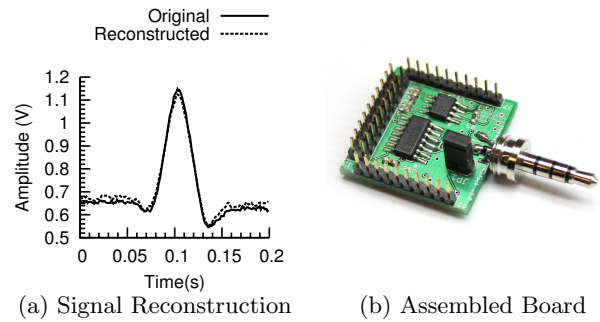 Original
Reconstructed
1.2
1.1
1
0.9
0.8
0.7
0.6
0.5
Amplitude (V)
0 0.05 0.1 0.15 0.2
Time(s)
(a) Signal Reconstruction
(b) Assembled Board